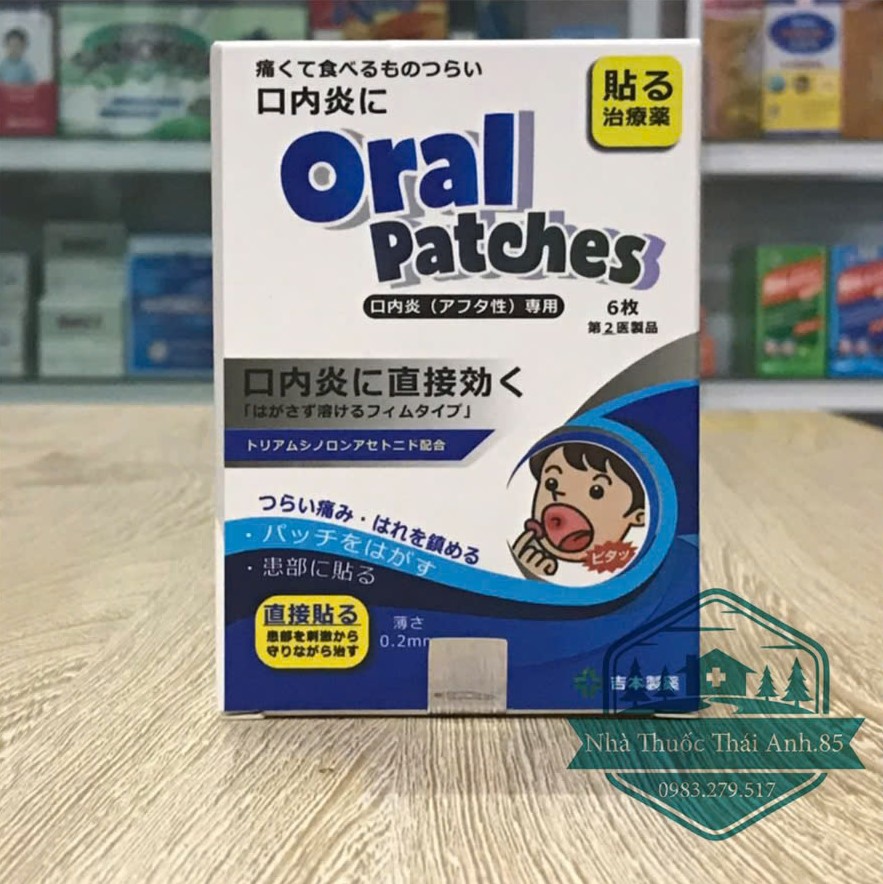 痛くて食べるものつらい
口内炎に
貼る
治療薬
Oral
Patches
口内炎（アフタ性）専用
6枚
第2医製品
口内炎に直接効く
「はがさず溶けるフィムタイプ」
トリアムシノロンアセトニド配合
つらい痛み・はれを鎮める
・パッチをはがす
・患部に貼る
ピタッ
直接貼る
患部を刺激から
守りながら治す
薄さ
0.2mm
吉本製薬
Nhà Thuốc Thái Anh.85
0983.279.517